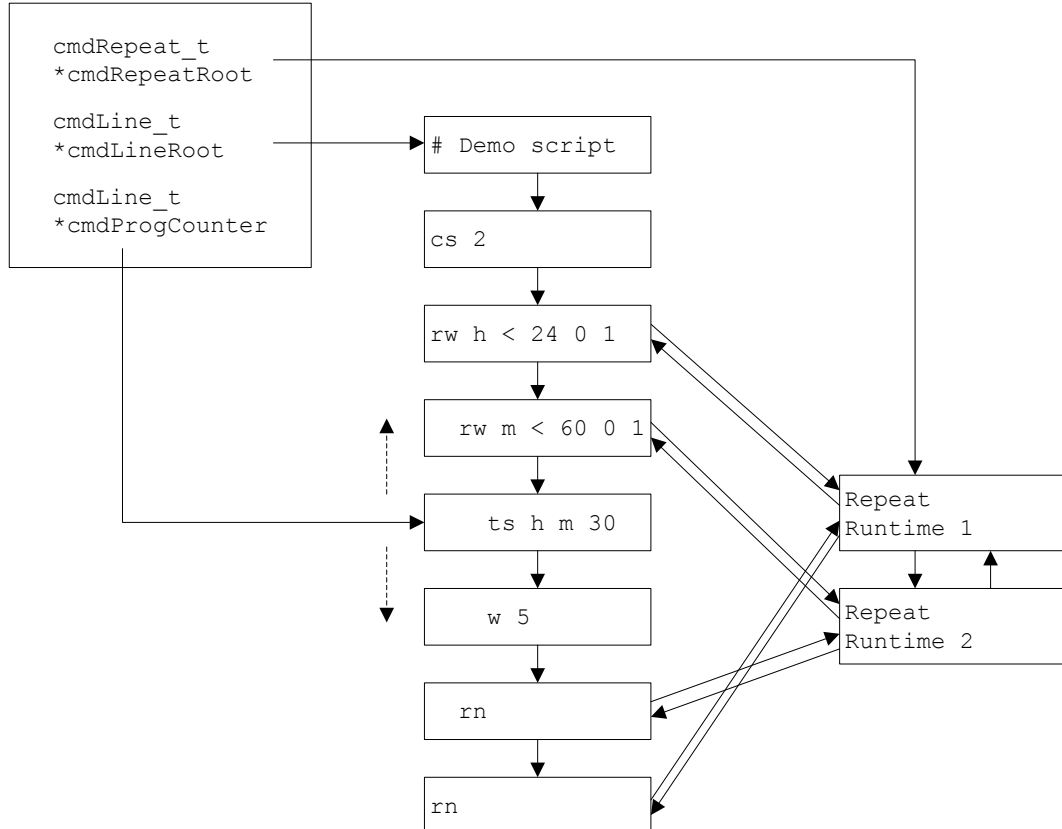 cmdRepeat_t
*cmdRepeatRoot
cmdLine_t
*cmdLineRoot
cmdLine_t
*cmdProgCounter
# Demo script
cs 2
rw h < 24 0 1
rw m < 60 0 1
ts h m 30
w 5
rn
rn
Repeat
Runtime 1
Repeat
Runtime 2